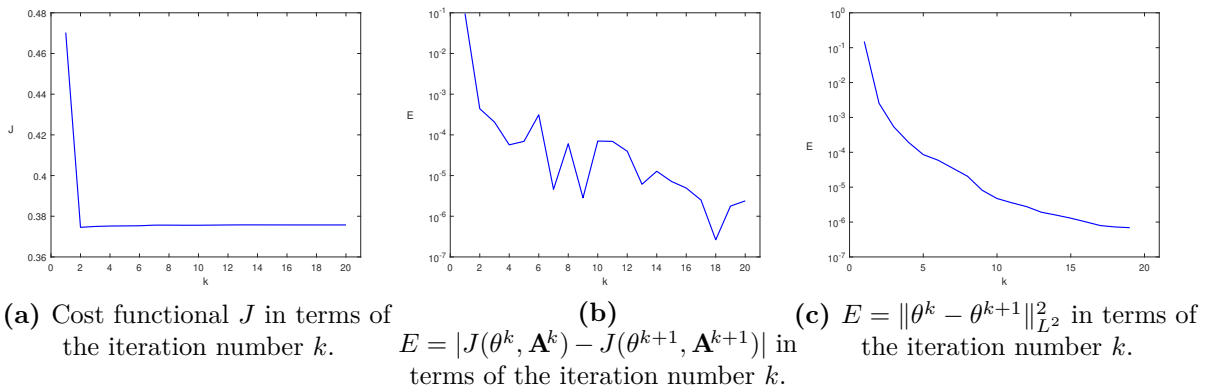 0.48
0.46
0.44
0.42
0.4
0.38
0.36
J
0 2 4 6 8 10 12 14 16 18 20
k
10^{-1}
10^{-2}
10^{-3}
10^{-4}
10^{-5}
10^{-6}
10^{-7}
E
0 2 4 6 8 10 12 14 16 18 20
k
10^{0}
10^{-1}
10^{-2}
10^{-3}
10^{-4}
10^{-5}
10^{-6}
10^{-7}
E
0 5 10 15 20
k
(a) Cost functional J in terms of
the iteration number k.
(b)
E = |J(θ^k, A^k) − J(θ^{k+1}, A^{k+1})| in
terms of the iteration number k.
(c) E = ‖θ^k − θ^{k+1}‖^2_{L^2} in terms of
the iteration number k.